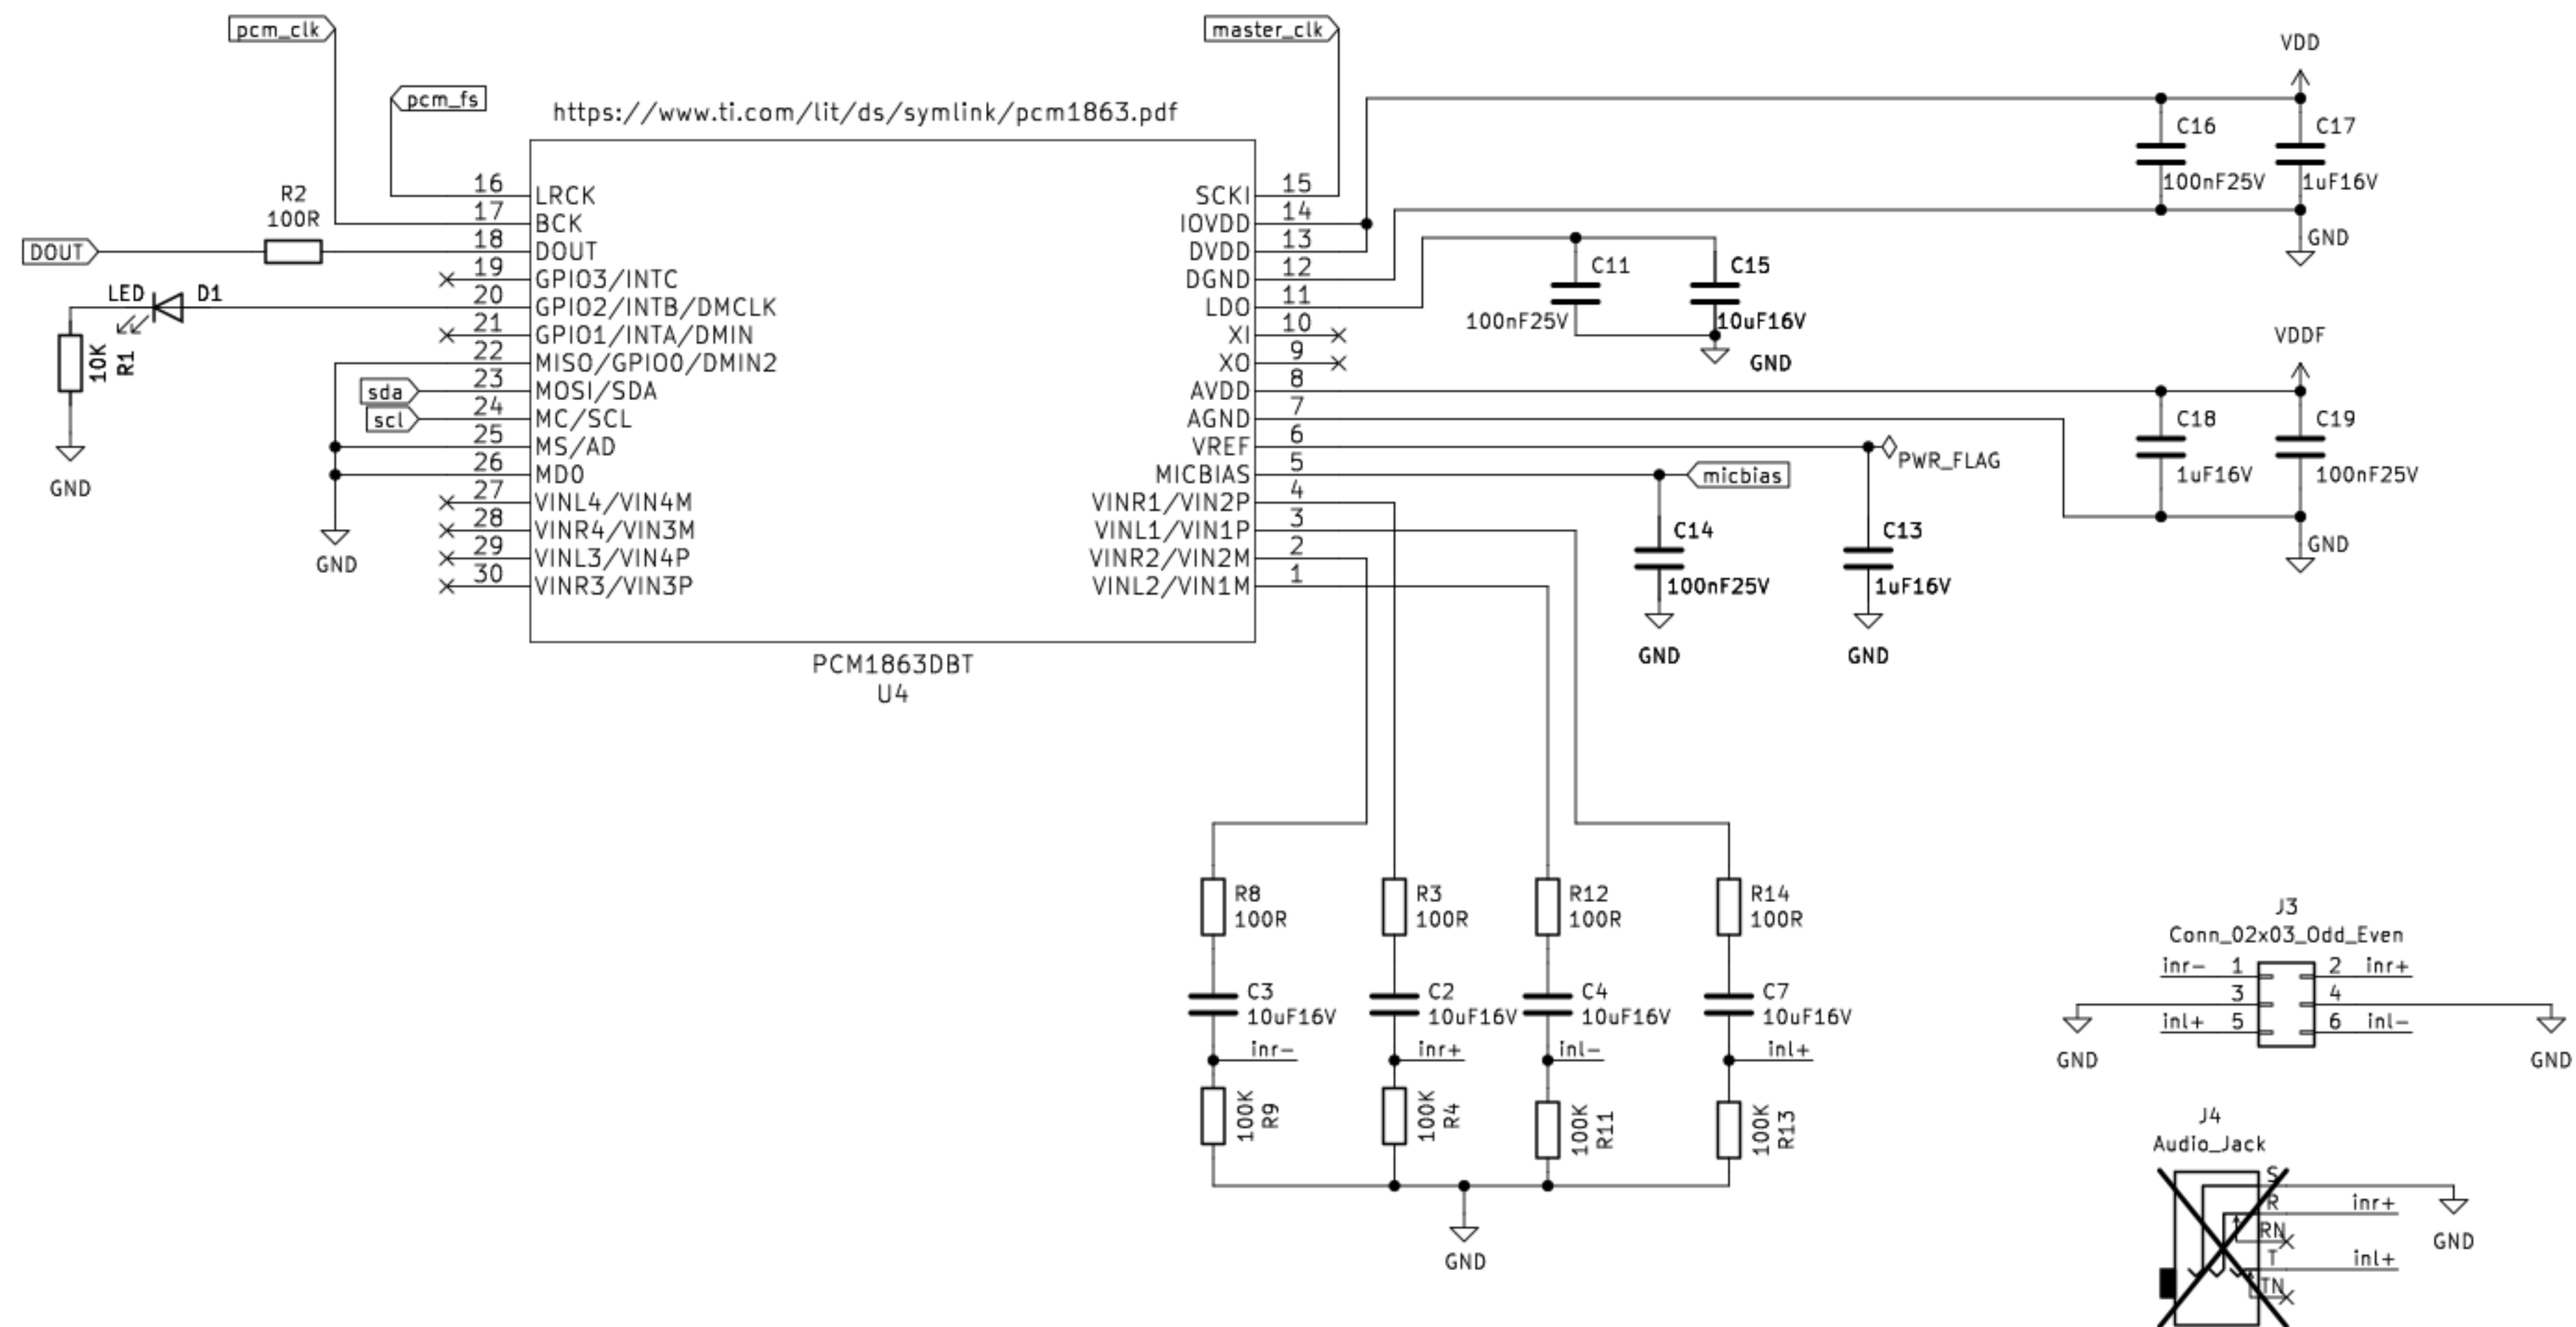 pcm_clk
master_clk
VDD
pcm_fs
https://www.ti.com/lit/ds/symlink/pcm1863.pdf
C16
C17
100nF25V
1uF16V
GND
R2
100R
DOUT
LED
D1
10K
R1
GND
16
17
18
19
20
21
22
23
24
25
26
27
28
29
30
sda
scl
GND
LRCK
BCK
DOUT
GPIO3/INTC
GPIO2/INTB/DMCLK
GPIO1/INTA/DMIN
MISO/GPIO0/DMIN2
MOSI/SDA
MC/SCL
MS/AD
MD0
VINL4/VIN4M
VINR4/VIN3M
VINL3/VIN4P
VINR3/VIN3P
SCKI 15
IOVDD 14
DVDD 13
DGND 12
LDO 11
XI 10
XO 9
AVDD 8
AGND 7
VREF 6
MICBIAS 5
VINR1/VIN2P 4
VINL1/VIN1P 3
VINR2/VIN2M 2
VINL2/VIN1M 1
PCM1863DBT
U4
C11
100nF25V
C15
10uF16V
GND
VDDF
C18
1uF16V
C19
100nF25V
GND
PWR_FLAG
micbias
C14
100nF25V
GND
C13
1uF16V
GND
R8
100R
R3
100R
R12
100R
R14
100R
C3
10uF16V
C2
10uF16V
C4
10uF16V
C7
10uF16V
inr-
inr+
inl-
inl+
100K
R9
100K
R4
100K
R11
100K
R13
GND
J3
Conn_02x03_Odd_Even
inr- 1 2 inr+
3 4
inl+ 5 6 inl-
GND
GND
J4
Audio_Jack
S
R inr+
RN
T inl+
TN
GND